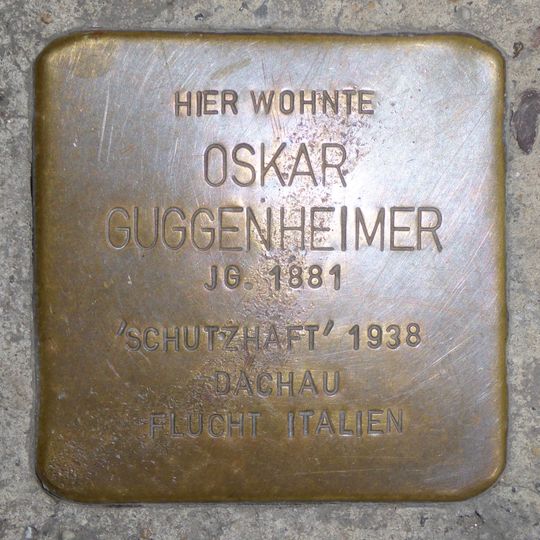 HIER WOHNTE
OSKAR
GUGGENHEIMER
JG. 1881
'SCHUTZHAFT' 1938
DACHAU
FLUCHT ITALIEN